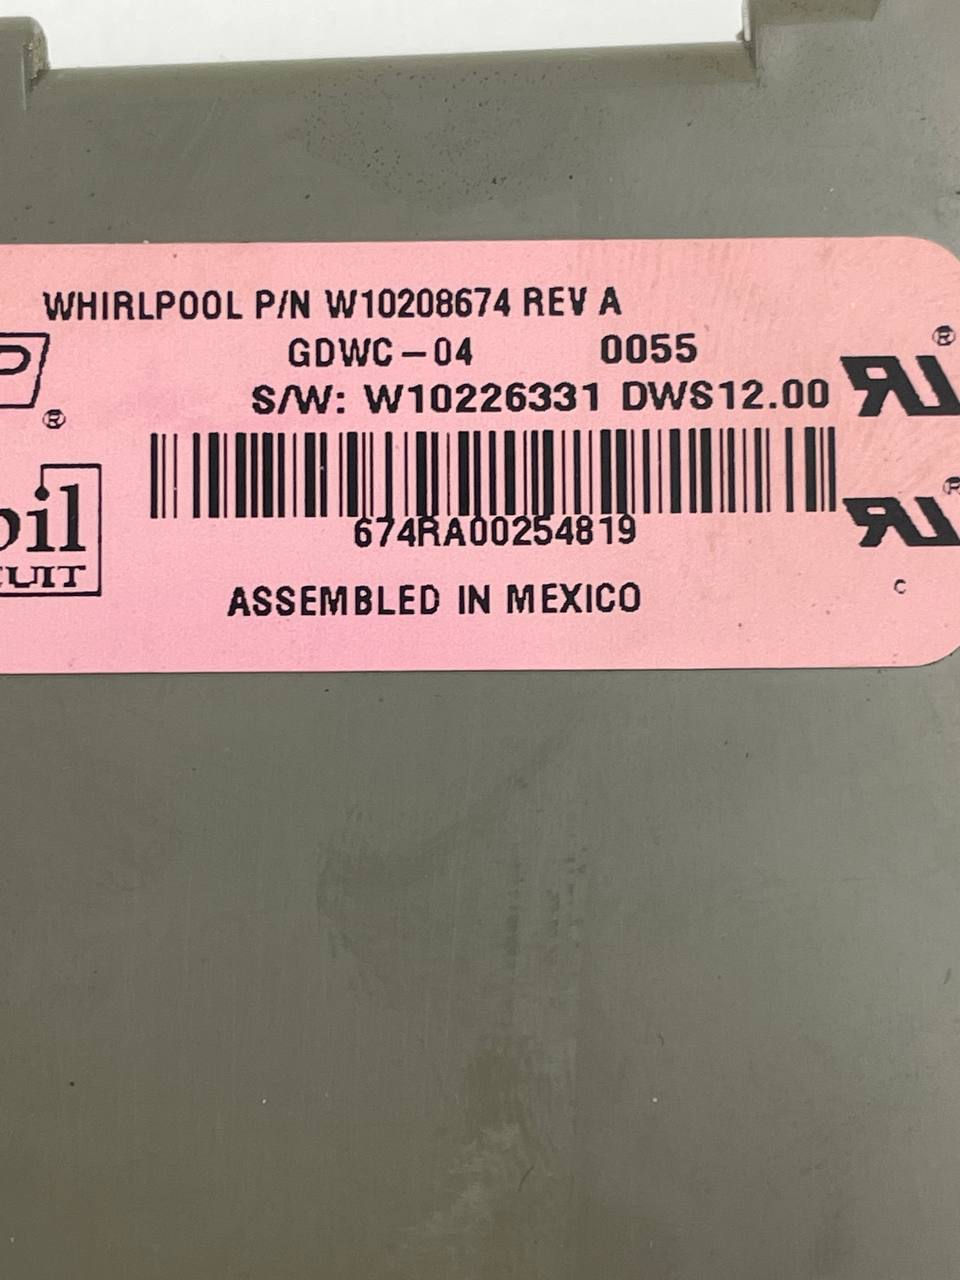 WHIRLPOOL P/N W10208674 REV A
GDWC-04 0055
S/W: W10226331 DWS12.00
674RA00254819
ASSEMBLED IN MEXICO
®
®
®
C